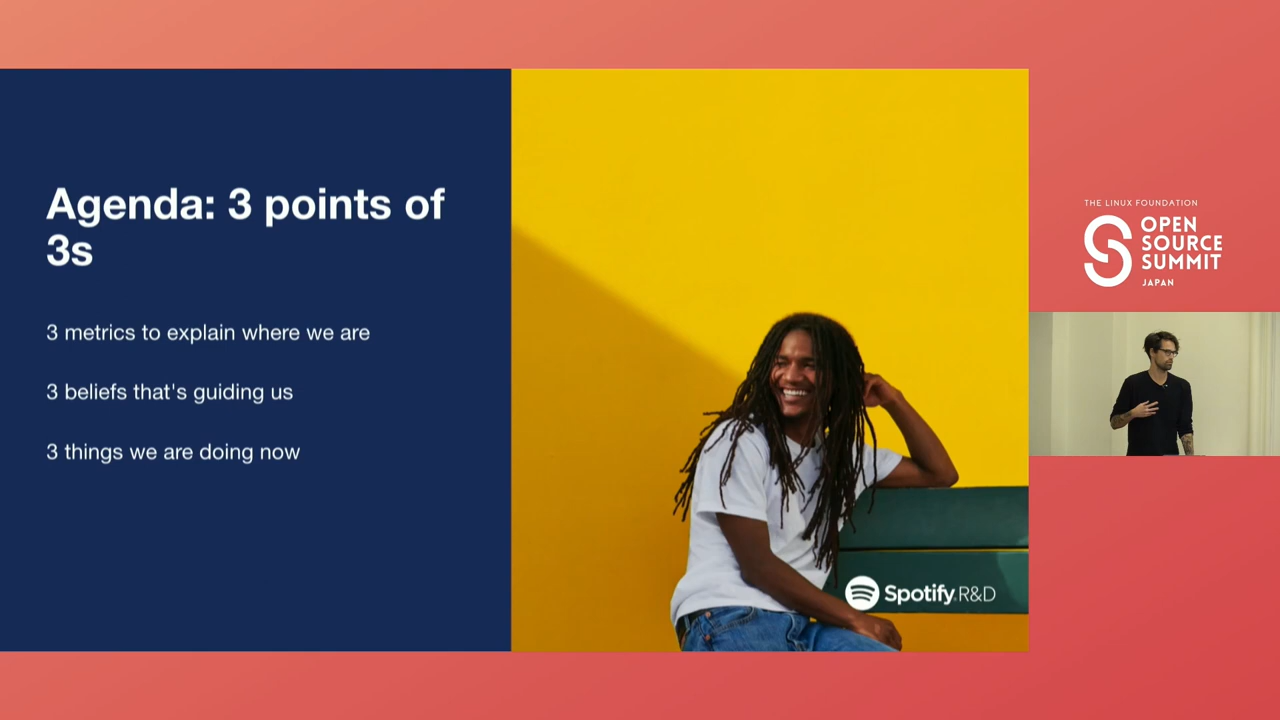 Agenda: 3 points of
3s
3 metrics to explain where we are
3 beliefs that's guiding us
3 things we are doing now
Spotify R&D
THE LINUX FOUNDATION
OPEN
SOURCE
SUMMIT
JAPAN